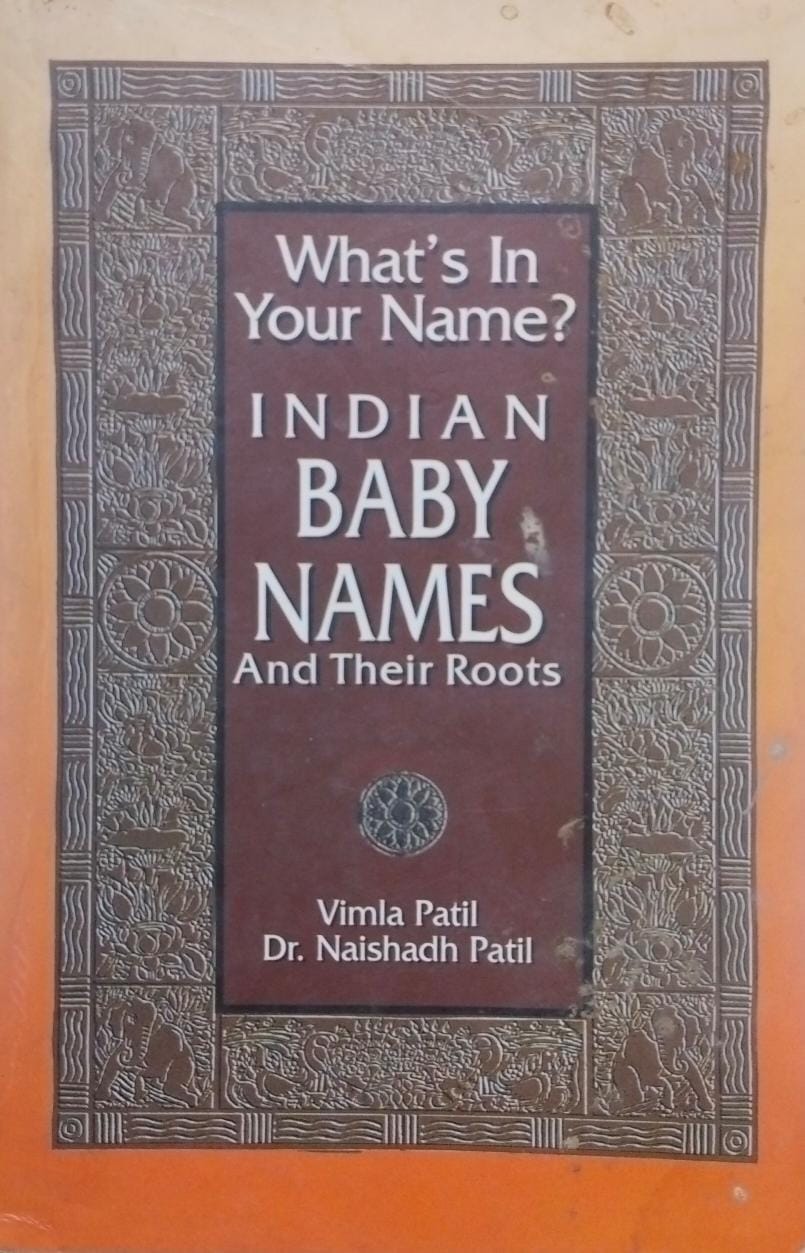 What's In
Your Name?
INDIAN
BABY
NAMES
And Their Roots
Vimla Patil
Dr. Naishadh Patil